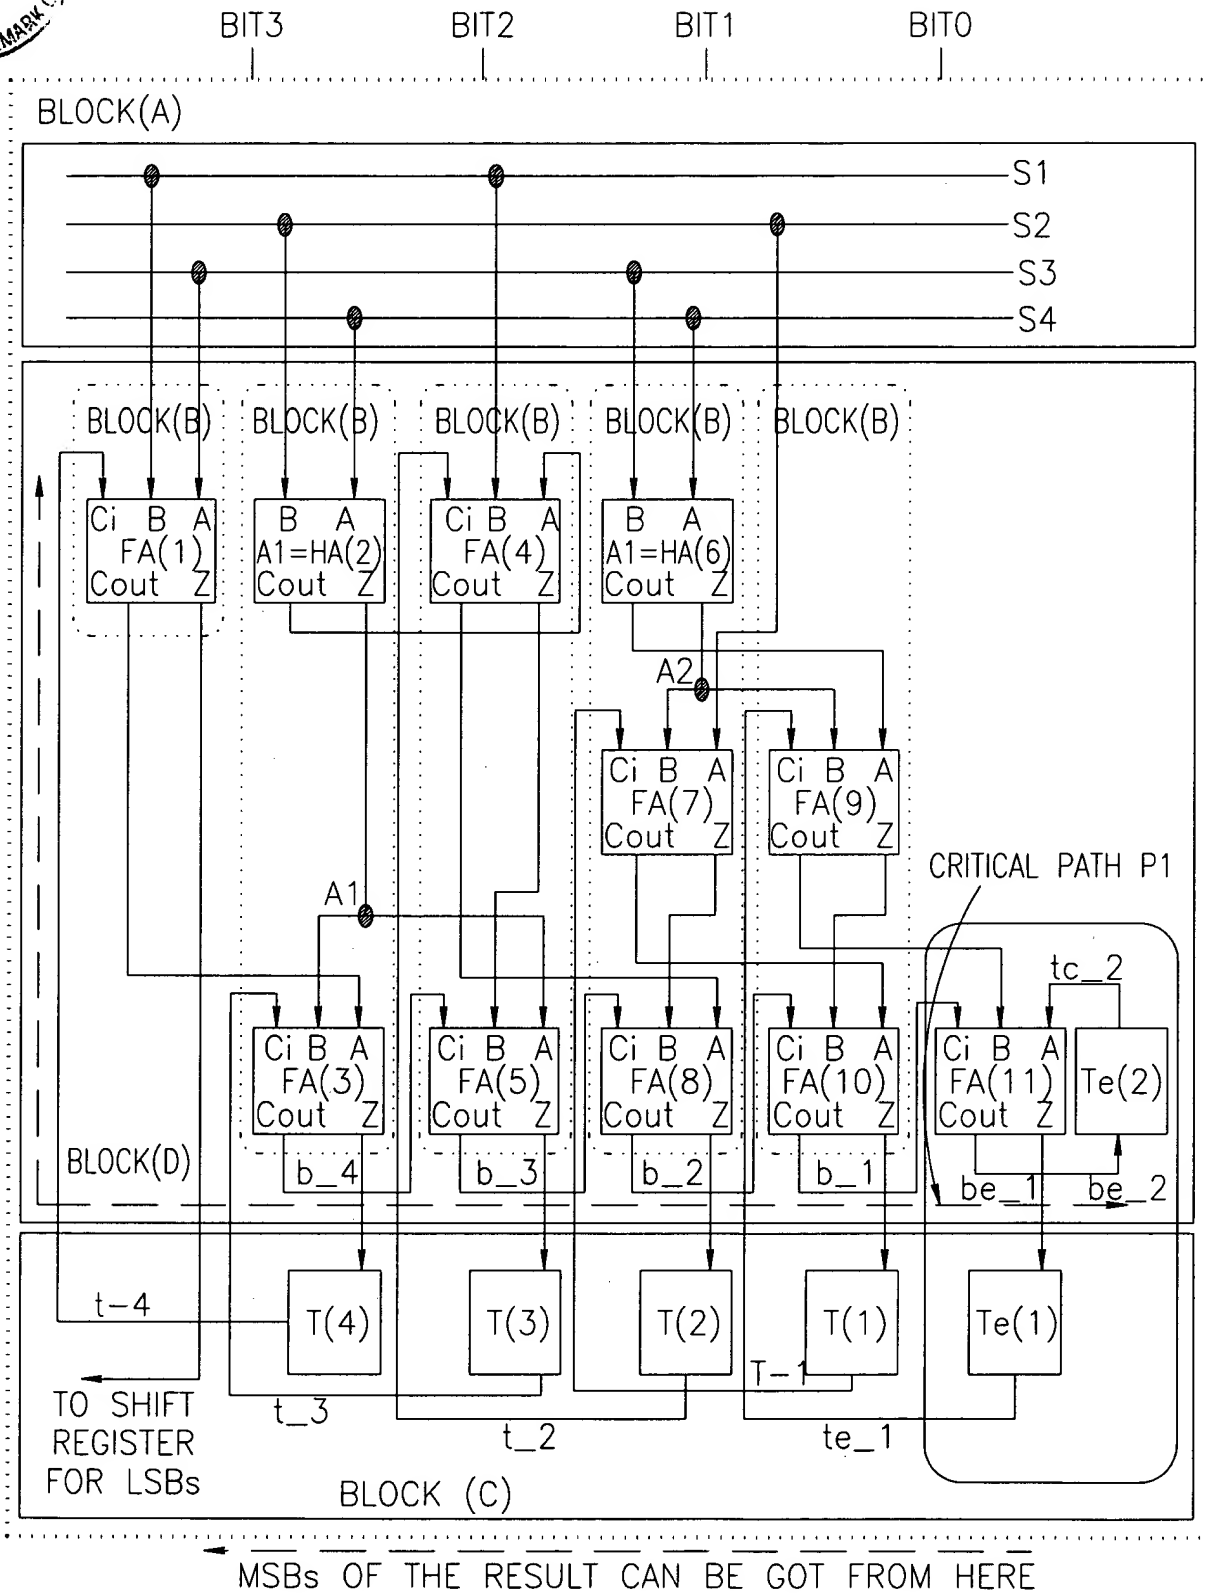 MARK
BIT3 BIT2 BIT1 BIT0
BLOCK(A)
S1
S2
S3
S4
BLOCK(B) BLOCK(B) BLOCK(B) BLOCK(B) BLOCK(B)
Ci B A B A Ci B A B A
FA(1) A1=HA(2) FA(4) A1=HA(6)
Cout Z Cout Z Cout Z
A2
Ci B A Ci B A
FA(7) FA(9)
Cout Z Cout Z
CRITICAL PATH P1
A1
tc_2
Ci B A Ci B A Ci B A Ci B A Ci B A
FA(3) FA(5) FA(8) FA(10) FA(11) Te(2)
Cout Z Cout Z Cout Z Cout Z Cout Z
BLOCK(D) b_4 b_3 b_2 b_1 be_1 be_2
t-4 T(4) T(3) T(2) T(1) Te(1)
T-1
t_3 t_2 te_1
TO SHIFT
REGISTER
FOR LSBs
BLOCK (C)
MSBs OF THE RESULT CAN BE GOT FROM HERE